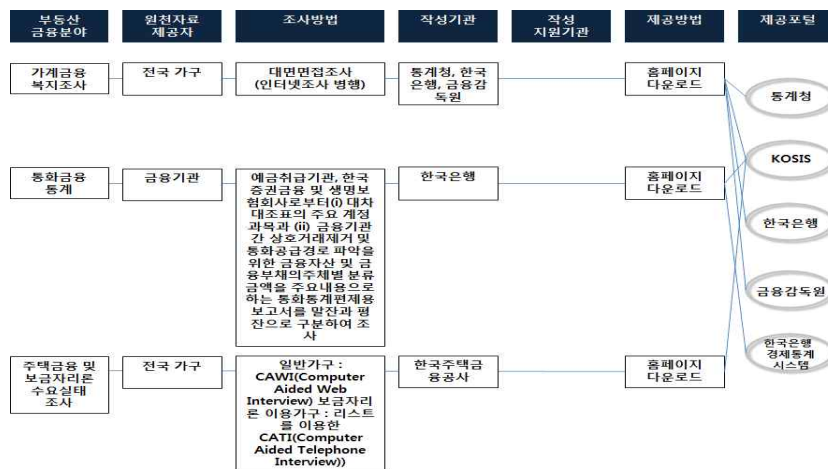 부동산
금융분야
원천자료
제공자
조사방법
작성기관
작성
지원기관
제공방법
제공포털
가계금융
복지조사
전국 가구
대면면접조사
(인터넷조사 병행)
통계청, 한국
은행, 금융감
독원
홈페이지
다운로드
통화금융
통계
금융기관
예금취급기관, 한국
증권금융 및 생명보
험회사로부터(i) 대차
대조표의 주요 계정
과목과 (ii) 금융기관
간 상호거래제거 및
통화공급경로 파악을
위한 금융자산 및 금
융부채의주체별 분류
금액을 주요내용으로
하는 통화통계편제용
보고서를 말잔과 평
잔으로 구분하여 조
사
한국은행
홈페이지
다운로드
주택금융 및
보금자리론
수요실태
조사
전국 가구
일반가구 :
CAWI(Computer
Aided Web
Interview) 보금자리
론 이용가구 : 리스트
를 이용한
CATI(Computer
Aided Telephone
Interview))
한국주택금
융공사
홈페이지
다운로드
통계청
KOSIS
한국은행
금융감독원
한국은행
경제통계
시스템